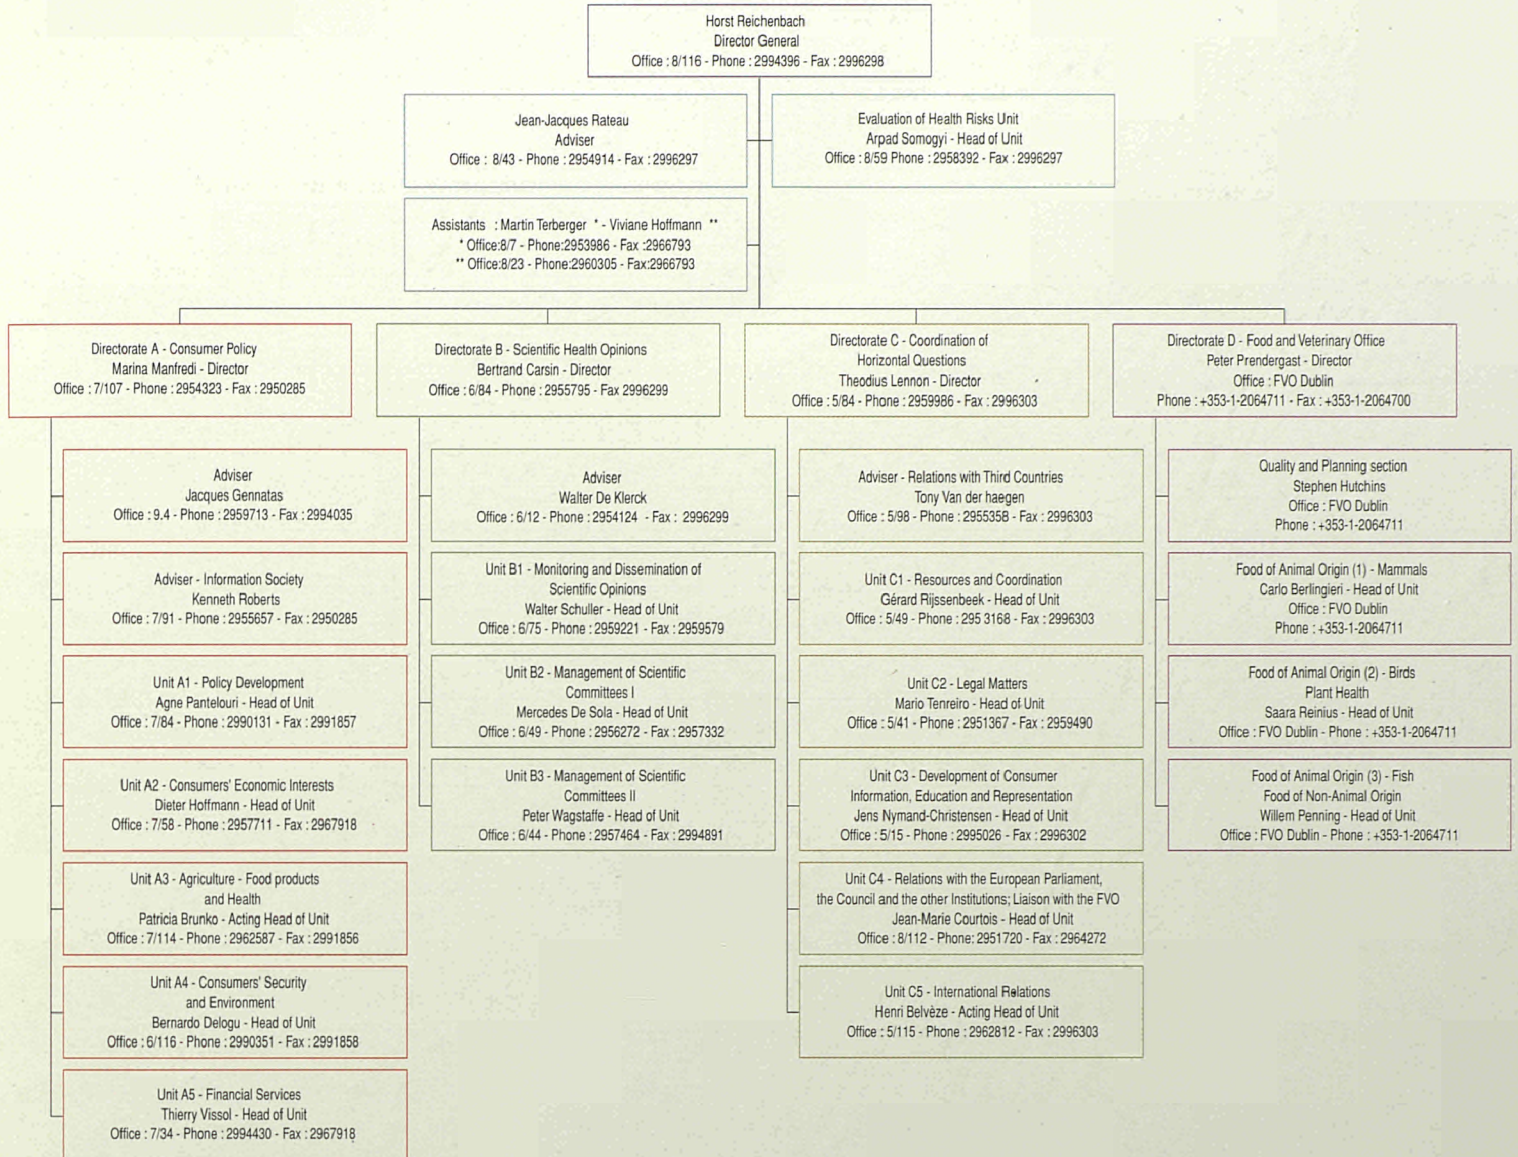 Horst Reichenbach
Director General
Office : 8/116 - Phone : 2994396 - Fax : 2996298
Jean-Jacques Rateau
Adviser
Office : 8/43 - Phone : 2954914 - Fax : 2996297
Evaluation of Health Risks Unit
Arpad Somogyi - Head of Unit
Office : 8/59 Phone : 2958392 - Fax : 2996297
Assistants : Martin Terberger * - Viviane Hoffmann **
* Office:8/7 - Phone:2953986 - Fax :2966793
** Office:8/23 - Phone:2960305 - Fax:2966793
Directorate A - Consumer Policy
Marina Manfredi - Director
Office : 7/107 - Phone : 2954323 - Fax : 2950285
Adviser
Jacques Gennatas
Office : 9.4 - Phone : 2959713 - Fax : 2994035
Adviser - Information Society
Kenneth Roberts
Office : 7/91 - Phone : 2955657 - Fax : 2950285
Unit A1 - Policy Development
Agne Pantelouri - Head of Unit
Office : 7/84 - Phone : 2990131 - Fax : 2991857
Unit A2 - Consumers' Economic Interests
Dieter Hoffmann - Head of Unit
Office : 7/58 - Phone : 2957711 - Fax : 2967918
Unit A3 - Agriculture - Food products
and Health
Patricia Brunko - Acting Head of Unit
Office : 7/114 - Phone : 2962587 - Fax : 2991856
Unit A4 - Consumers' Security
and Environment
Bernardo Delogu - Head of Unit
Office : 6/116 - Phone : 2990351 - Fax : 2991858
Unit A5 - Financial Services
Thierry Vissol - Head of Unit
Office : 7/34 - Phone : 2994430 - Fax : 2967918
Directorate B - Scientific Health Opinions
Bertrand Carsin - Director
Office : 6/84 - Phone : 2955795 - Fax 2996299
Adviser
Walter De Klerck
Office : 6/12 - Phone : 2954124 - Fax : 2996299
Unit B1 - Monitoring and Dissemination of
Scientific Opinions
Walter Schuller - Head of Unit
Office : 6/75 - Phone : 2959221 - Fax : 2959579
Unit B2 - Management of Scientific
Committees I
Mercedes De Sola - Head of Unit
Office : 6/49 - Phone : 2956272 - Fax : 2957332
Unit B3 - Management of Scientific
Committees II
Peter Wagstaffe - Head of Unit
Office : 6/44 - Phone : 2957464 - Fax : 2994891
Directorate C - Coordination of
Horizontal Questions
Theodius Lennon - Director
Office : 5/84 - Phone : 2959986 - Fax : 2996303
Adviser - Relations with Third Countries
Tony Van der haegen
Office : 5/98 - Phone : 2955358 - Fax : 2996303
Unit C1 - Resources and Coordination
Gérard Rijssenbeek - Head of Unit
Office : 5/49 - Phone : 295 3168 - Fax : 2996303
Unit C2 - Legal Matters
Mario Tenreiro - Head of Unit
Office : 5/41 - Phone : 2951367 - Fax : 2959490
Unit C3 - Development of Consumer
Information, Education and Representation
Jens Nymand-Christensen - Head of Unit
Office : 5/15 - Phone : 2995026 - Fax : 2996302
Unit C4 - Relations with the European Parliament,
the Council and the other Institutions; Liaison with the FVO
Jean-Marie Courtois - Head of Unit
Office : 8/112 - Phone: 2951720 - Fax : 2964272
Unit C5 - International Relations
Henri Belvèze - Acting Head of Unit
Office : 5/115 - Phone : 2962812 - Fax : 2996303
Directorate D - Food and Veterinary Office
Peter Prendergast - Director
Office : FVO Dublin
Phone : +353-1-2064711 - Fax : +353-1-2064700
Quality and Planning section
Stephen Hutchins
Office : FVO Dublin
Phone : +353-1-2064711
Food of Animal Origin (1) - Mammals
Carlo Berlingieri - Head of Unit
Office : FVO Dublin
Phone : +353-1-2064711
Food of Animal Origin (2) - Birds
Plant Health
Saara Reinius - Head of Unit
Office : FVO Dublin - Phone : +353-1-2064711
Food of Animal Origin (3) - Fish
Food of Non-Animal Origin
Willem Penning - Head of Unit
Office : FVO Dublin - Phone : +353-1-2064711